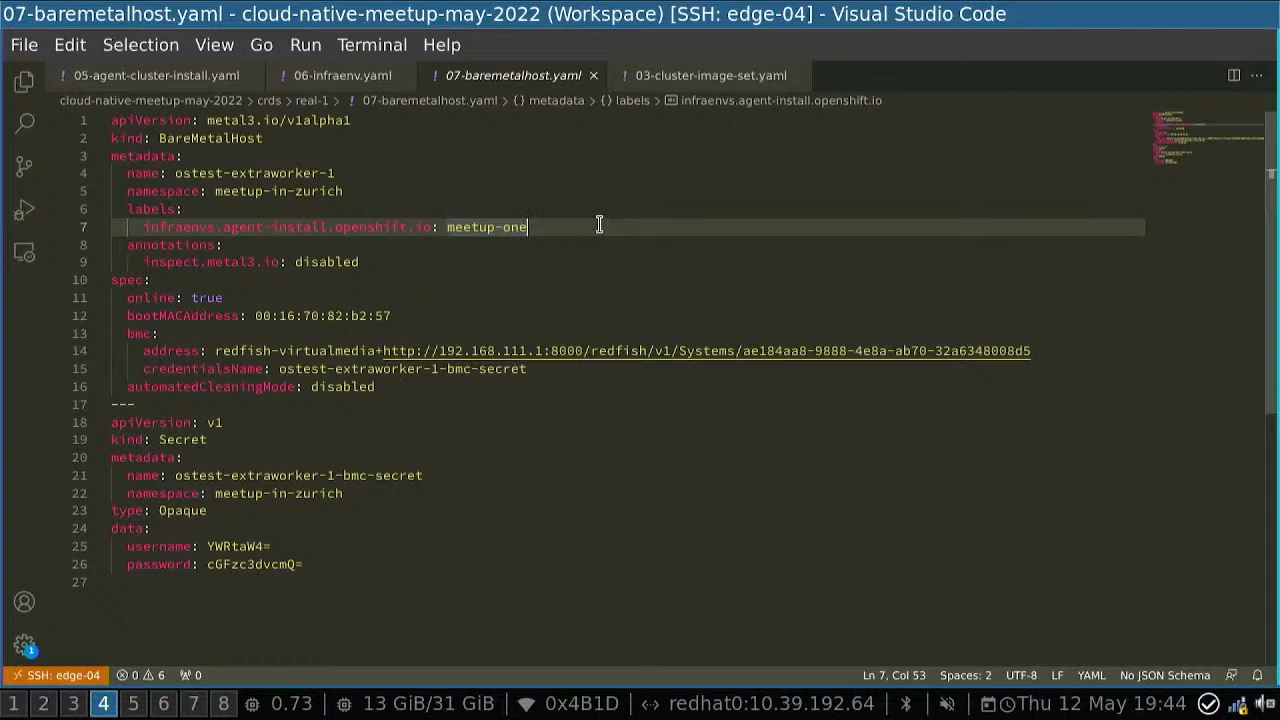 07-baremetalhost.yaml - cloud-native-meetup-may-2022 (Workspace) [SSH: edge-04] - Visual Studio Code
File Edit Selection View Go Run Terminal Help
! 05-agent-cluster-install.yaml ! 06-infraenv.yaml ! 07-baremetalhost.yaml × ! 03-cluster-image-set.yaml ···
cloud-native-meetup-may-2022 > crds > real-1 > ! 07-baremetalhost.yaml > {} metadata > {} labels > infraenvs.agent-install.openshift.io
1 apiVersion: metal3.io/v1alpha1
2 kind: BareMetalHost
3 metadata:
4 name: ostest-extraworker-1
5 namespace: meetup-in-zurich
6 labels:
7 infraenvs.agent-install.openshift.io: meetup-one
8 annotations:
9 inspect.metal3.io: disabled
10 spec:
11 online: true
12 bootMACAddress: 00:16:70:82:b2:57
13 bmc:
14 address: redfish-virtualmedia+http://192.168.111.1:8000/redfish/v1/Systems/ae184aa8-9888-4e8a-ab70-32a6348008d5
15 credentialsName: ostest-extraworker-1-bmc-secret
16 automatedCleaningMode: disabled
17 ---
18 apiVersion: v1
19 kind: Secret
20 metadata:
21 name: ostest-extraworker-1-bmc-secret
22 namespace: meetup-in-zurich
23 type: Opaque
24 data:
25 username: YWRtaW4=
26 password: cGFzc3dvcmQ=
27
1
SSH: edge-04 0 6 0 Ln 7, Col 53 Spaces: 2 UTF-8 LF YAML No JSON Schema
1 2 3 4 5 6 7 8 0.73 13 GiB/31 GiB 0x4B1D redhat0:10.39.192.64 Thu 12 May 19:44